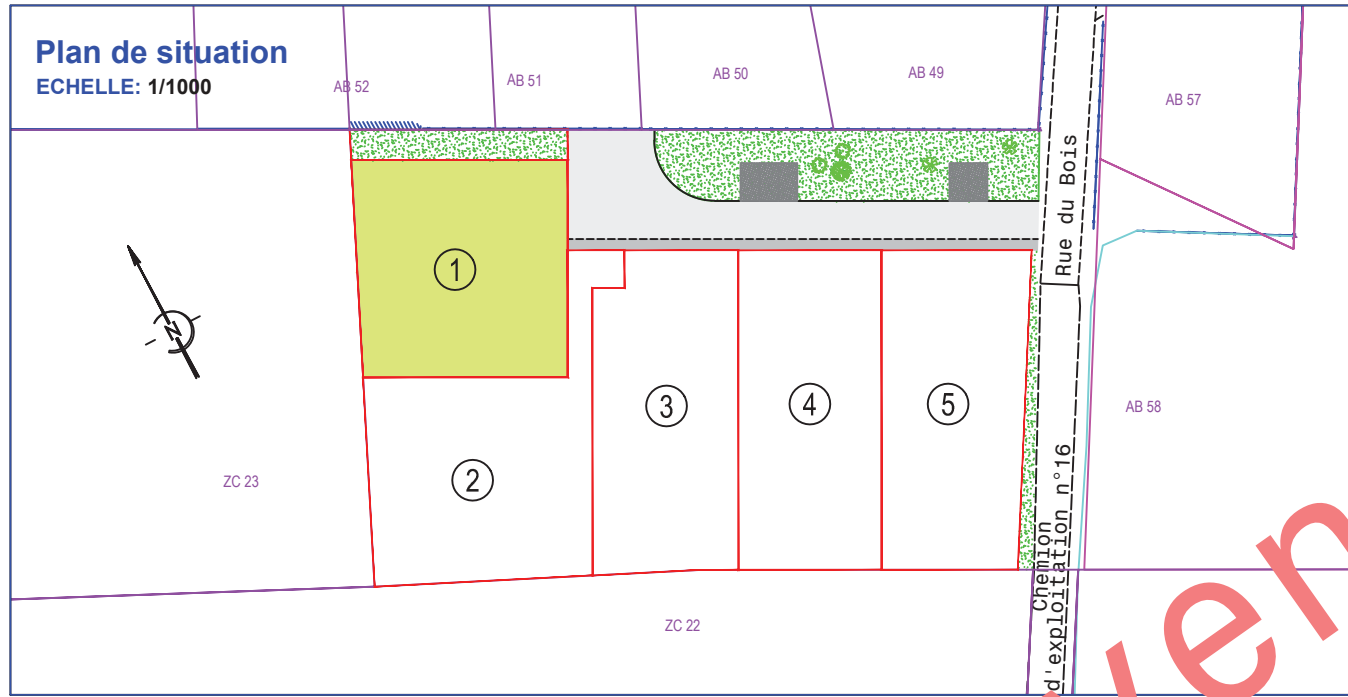 Plan de situation
ECHELLE: 1/1000
AB 52
AB 51
AB 50
AB 49
AB 57
Rue du Bois
N
1
2
3
4
5
AB 58
ZC 23
Chemion
d'exploitation n°16
ZC 22
ven